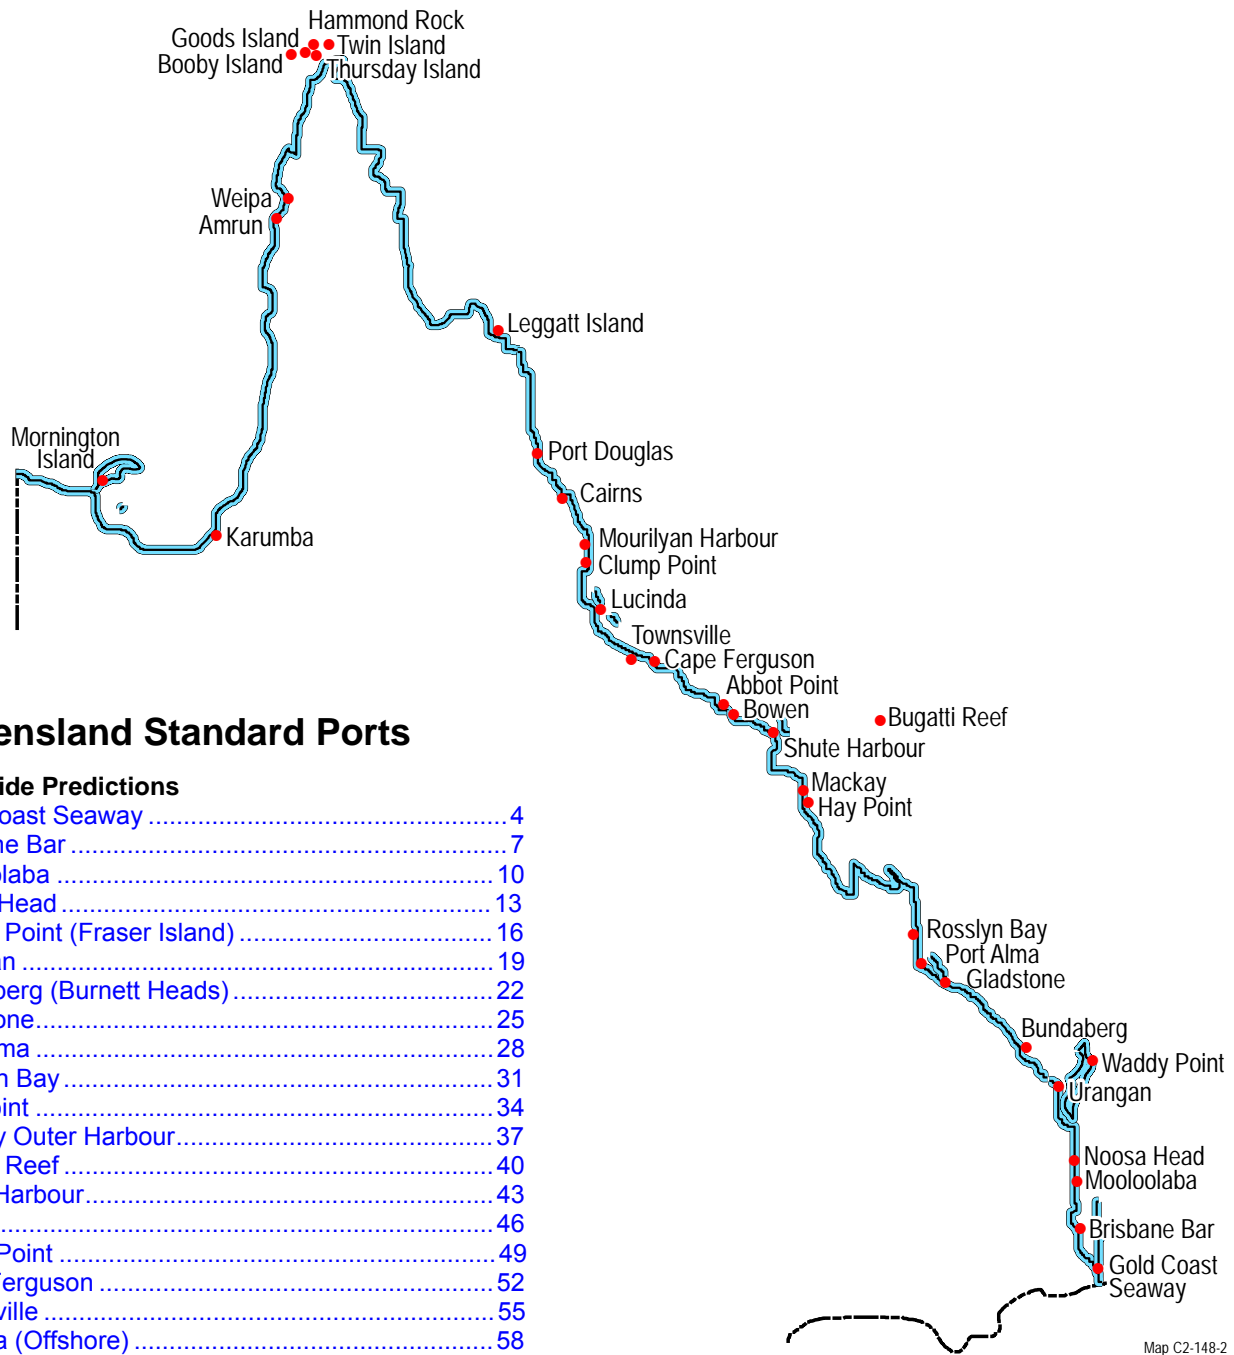 Hammond Rock
Goods Island
Twin Island
Booby Island
Thursday Island
Weipa
Amrun
Leggatt Island
Mornington
Island
Port Douglas
Cairns
Karumba
Mourilyan Harbour
Clump Point
Lucinda
Townsville
Cape Ferguson
Abbot Point
Bowen
Bugatti Reef
Shute Harbour
Mackay
Hay Point
Rosslyn Bay
Port Alma
Gladstone
Bundaberg
Waddy Point
Urangan
Noosa Head
Mooloolaba
Brisbane Bar
Gold Coast
Seaway
ensland Standard Ports
ide Predictions
oast Seaway 4
ne Bar 7
laba 10
Head 13
Point (Fraser Island) 16
an 19
berg (Burnett Heads) 22
one 25
ma 28
n Bay 31
int 34
y Outer Harbour 37
Reef 40
Harbour 43
46
Point 49
erguson 52
ville 55
a (Offshore) 58
Map C2-148-2